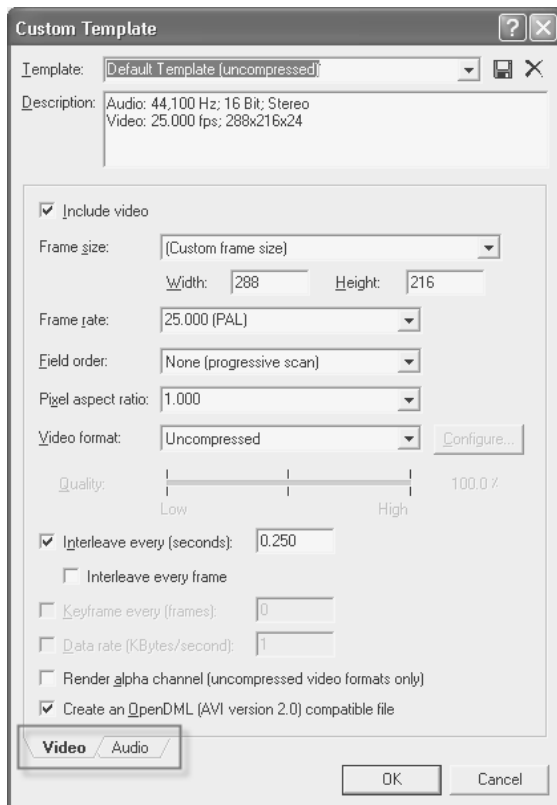 Custom Template
Template: Default Template (uncompressed)
Description: Audio: 44,100 Hz; 16 Bit; Stereo
Video: 25.000 fps; 288x216x24
Include video
Frame size: (Custom frame size)
Width: 288 Height: 216
Frame rate: 25.000 (PAL)
Field order: None (progressive scan)
Pixel aspect ratio: 1.000
Video format: Uncompressed Configure...
Quality: 100.0 %
Low High
Interleave every (seconds): 0.250
Interleave every frame
Keyframe every (frames): 0
Data rate (KBytes/second): 1
Render alpha channel (uncompressed video formats only)
Create an OpenDML (AVI version 2.0) compatible file
Video Audio
OK Cancel